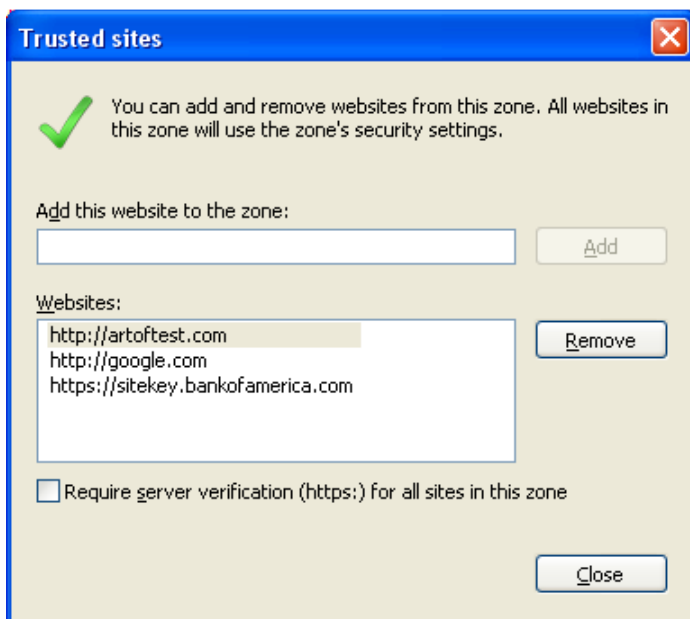 Trusted sites
You can add and remove websites from this zone. All websites in
this zone will use the zone's security settings.
Add this website to the zone:
Add
Websites:
http://artoftest.com
http://google.com
https://sitekey.bankofamerica.com
Remove
Require server verification (https:) for all sites in this zone
Close